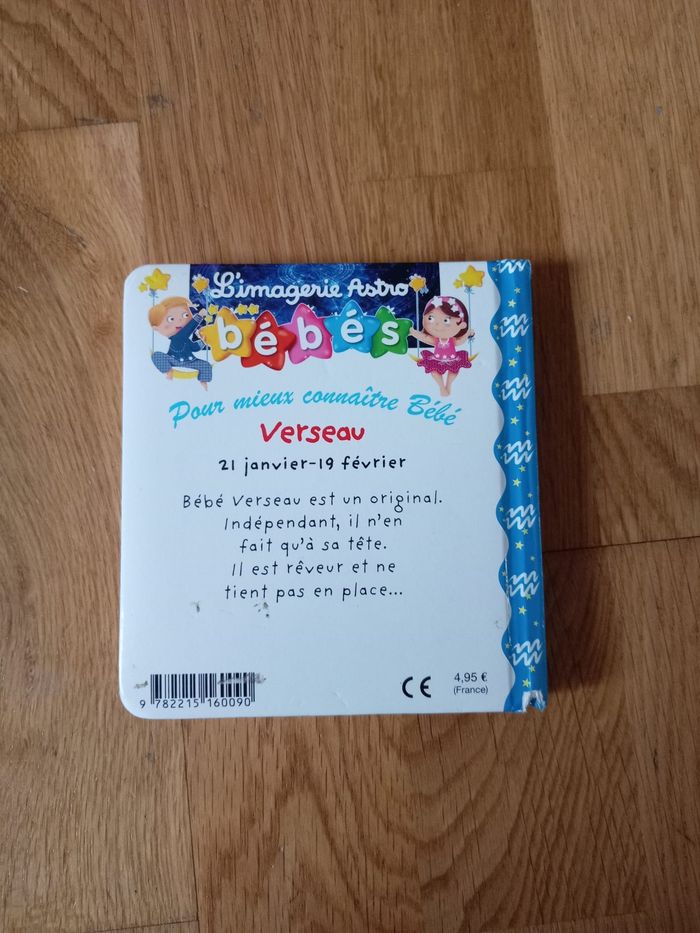 L'imagerie Astro
bébés
Pour mieux connaître Bébé
Verseau
21 janvier-19 février
Bébé Verseau est un original.
Indépendant, il n'en
fait qu'à sa tête.
Il est rêveur et ne
tient pas en place...
9 782215 160090
CE
4,95 €
(France)